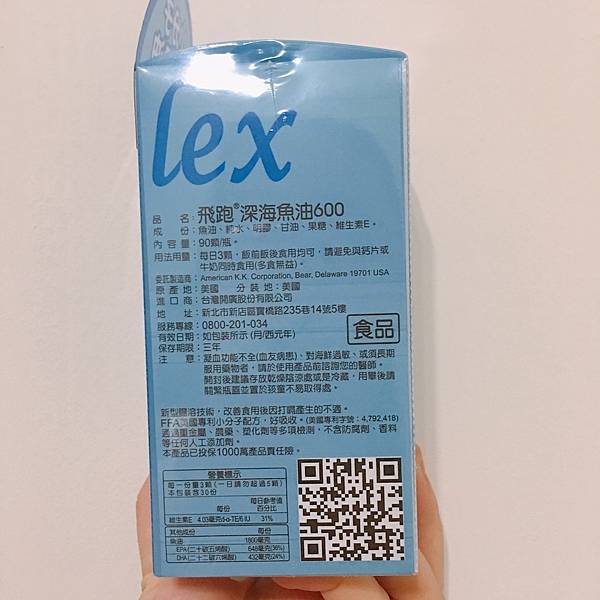 lex
品 名: 飛跑®深海魚油600
成 份: 魚油、純水、明膠、甘油、果糖、維生素E。
內 容 量: 90顆/瓶。
用法用量: 每日3顆,飯前飯後食用均可,請避免與鈣片或
牛奶同時食用(多食無益)。
委託製造商: American K.K. Corporation, Bear, Delaware 19701 USA
原 產 地: 美國 分 裝 地: 美國
進 口 商: 台灣開廣股份有限公司
地 址: 新北市新店區寶橋路235巷14號5樓
服務專線: 0800-201-034
有效日期: 如包裝所示 (月/西元年)
保存期限: 三年
食品
注 意: 凝血功能不全(血友病患)、對海鮮過敏、或須長期
服用藥物者,請於使用產品前諮詢您的醫師。
開封後建議存放乾燥陰涼處或是冷藏,用畢後請
關緊瓶蓋並置於孩童不易取得處。
新型腸溶技術,改善食用後因打嗝產生的不適。
FFA美國專利小分子配方,好吸收。(美國專利字號:4,792,418)
通過重金屬、農藥、塑化劑等多項檢測,不含防腐劑、香料
等任何人工添加劑。
本產品已投保1000萬產品責任險。
營養標示
每一份量3顆(一日請勿超過5顆)
本包裝含30份
每份 每日參考值百分比
維生素E 4.03毫克d-α-TE/6 IU 31%
其他成份 每份
魚油 1800毫克
EPA(二十碳五烯酸) 648毫克(36%)
DHA(二十二碳六烯酸) 432毫克(24%)